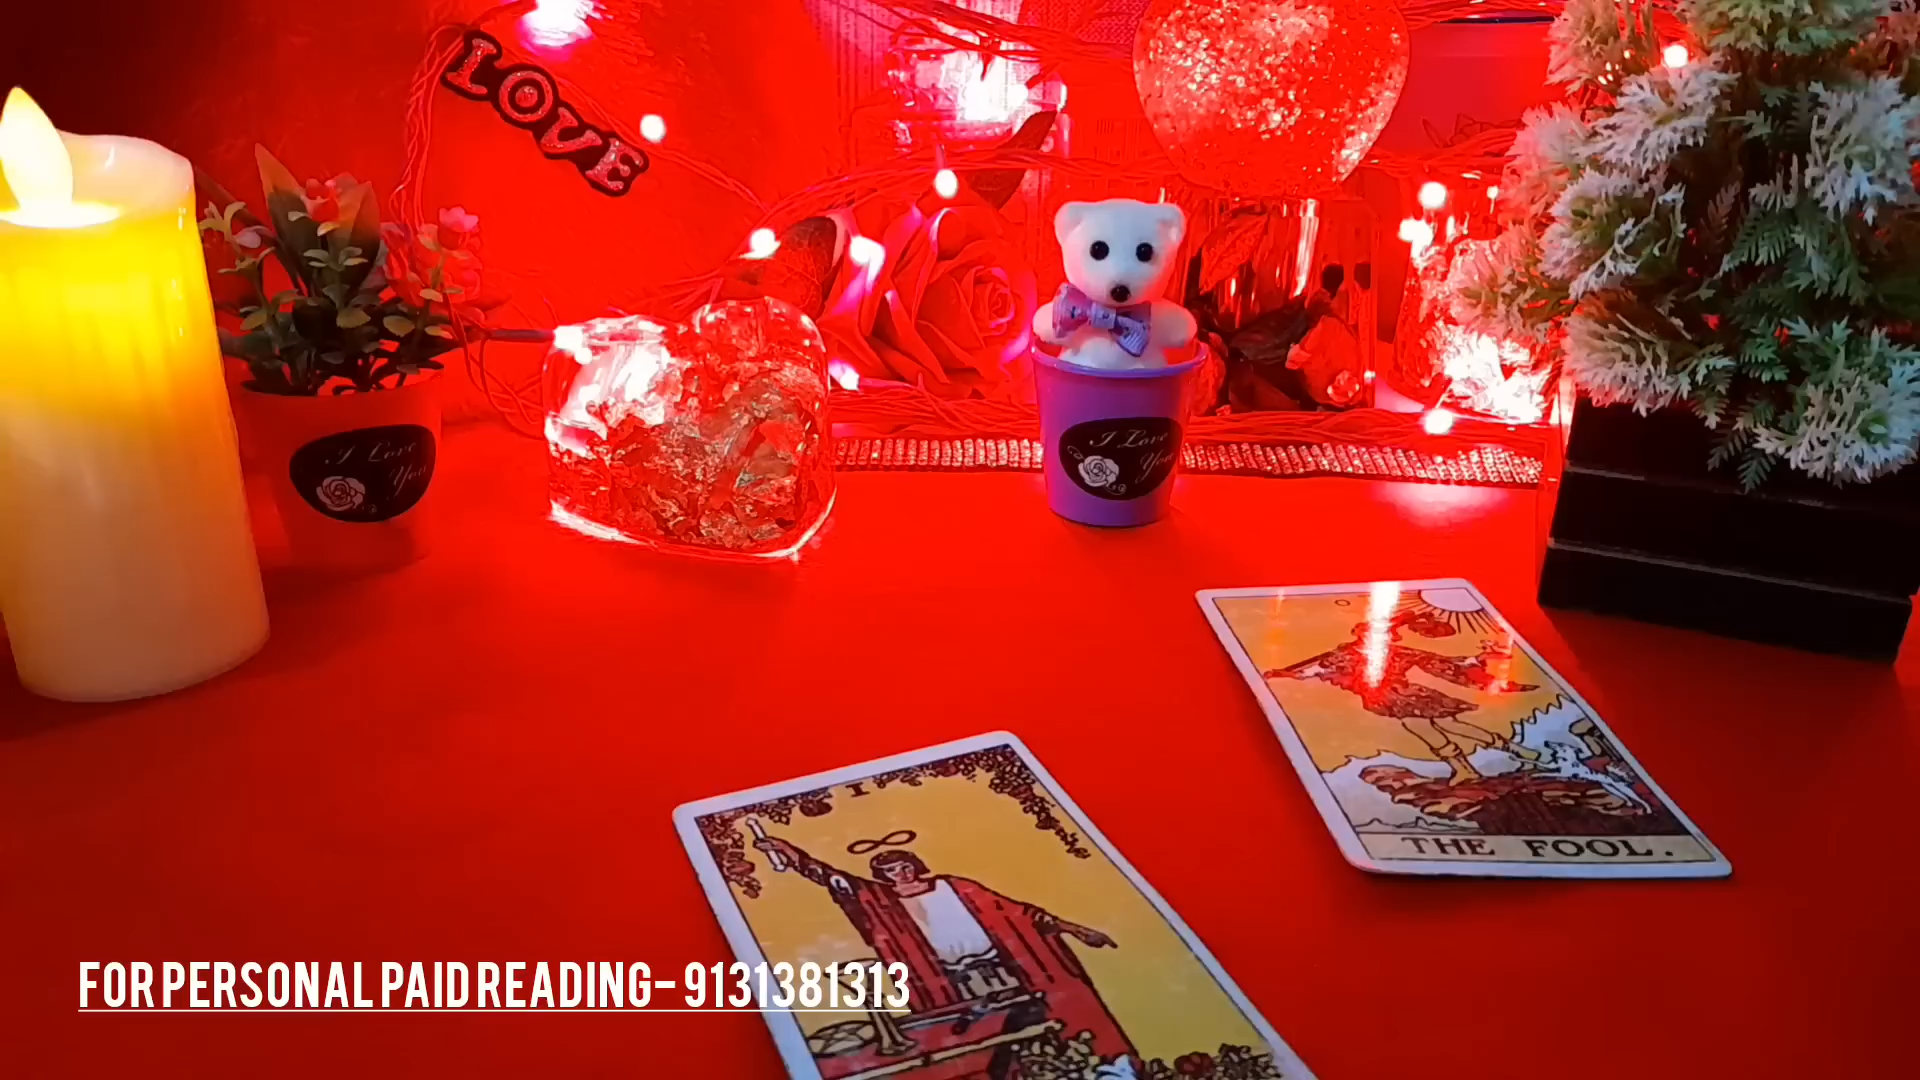 LOVE
I Love
You
I Love
You
THE FOOL.
I
FOR PERSONAL PAID READING- 9131381313